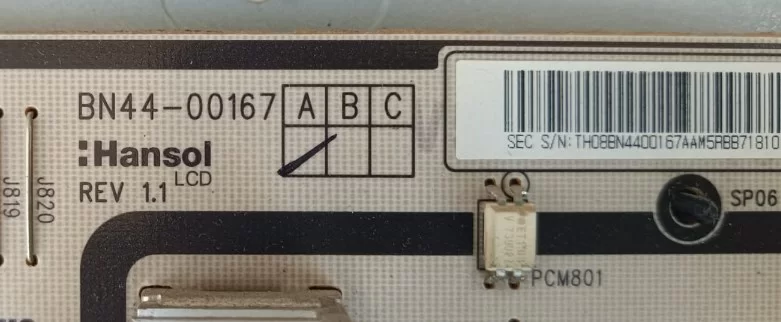 BN44-00167 A B C
Hansol
LCD
REV 1.1
SEC S/N:TH08BN4400167AAM5RBB71810
J820
J819
SP06
PCM801